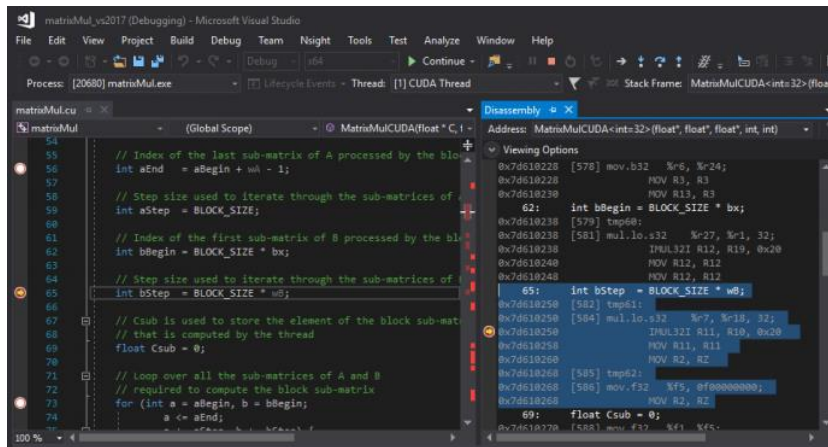 matrixMul_vs2017 (Debugging) - Microsoft Visual Studio
File Edit View Project Build Debug Team Nsight Tools Test Analyze Window Help
Debug x64 Continue
Process: [20680] matrixMul.exe Lifecycle Events Thread: [1] CUDA Thread Stack Frame: MatrixMulCUDA<int=32>(floa
matrixMul.cu
matrixMul (Global Scope) MatrixMulCUDA(float * C, f
54
55 // Index of the last sub-matrix of A processed by the blo
56 int aEnd = aBegin + wA - 1;
57
58 // Step size used to iterate through the sub-matrices of
59 int aStep = BLOCK_SIZE;
60
61 // Index of the first sub-matrix of B processed by the bl
62 int bBegin = BLOCK_SIZE * bx;
63
64 // Step size used to iterate through the sub-matrices of
65 int bStep = BLOCK_SIZE * wB;
66
67 // Csub is used to store the element of the block sub-mat
68 // that is computed by the thread
69 float Csub = 0;
70
71 // Loop over all the sub-matrices of A and B
72 // required to compute the block sub-matrix
73 for (int a = aBegin, b = bBegin;
74 a <= aEnd;
100 %
Disassembly
Address: MatrixMulCUDA<int=32>(float*, float*, float*, int, int)
Viewing Options
0x7d610228 [578] mov.b32 %r6, %r24;
0x7d610228 MOV R3, R3
0x7d610230 MOV R13, R3
62: int bBegin = BLOCK_SIZE * bx;
0x7d610238 [579] tmp60:
0x7d610238 [581] mul.lo.s32 %r27, %r1, 32;
0x7d610238 IMUL32I R12, R19, 0x20
0x7d610240 MOV R12, R12
0x7d610248 MOV R12, R12
65: int bStep = BLOCK_SIZE * wB;
0x7d610250 [582] tmp61:
0x7d610250 [584] mul.lo.s32 %r7, %r18, 32;
0x7d610250 IMUL32I R11, R10, 0x20
0x7d610258 MOV R11, R11
0x7d610260 MOV R2, RZ
0x7d610268 [585] tmp62:
0x7d610268 [586] mov.f32 %f5, 0f00000000;
0x7d610268 MOV R2, RZ
69: float Csub = 0;
0x7d610270 [588] mov.f32 %f1, %f5;